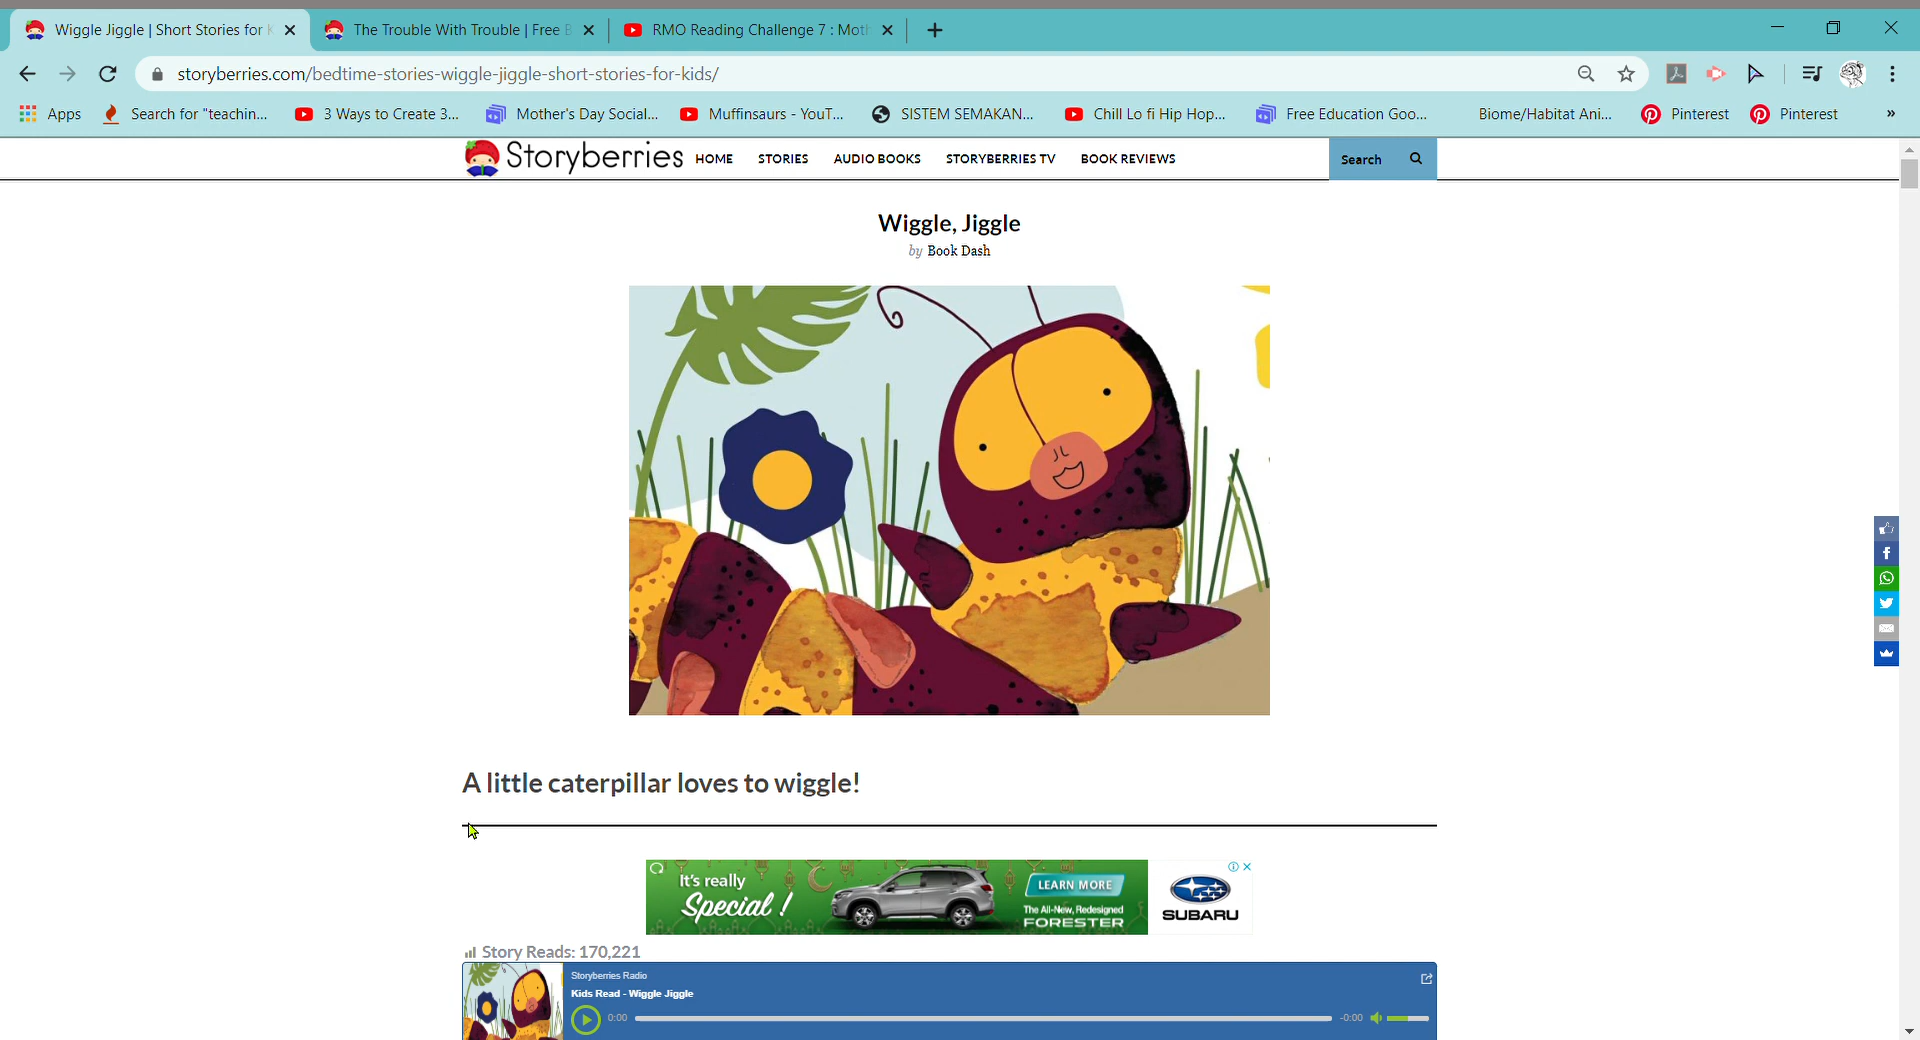 Wiggle Jiggle | Short Stories for K
The Trouble With Trouble | Free B
RMO Reading Challenge 7 : Moth
storyberries.com/bedtime-stories-wiggle-jiggle-short-stories-for-kids/
Apps
Search for "teachin...
3 Ways to Create 3...
Mother's Day Social...
Muffinsaurs - YouT...
SISTEM SEMAKAN...
Chill Lo fi Hip Hop...
Free Education Goo...
Biome/Habitat Ani...
Pinterest
Pinterest
»
Storyberries
HOME
STORIES
AUDIO BOOKS
STORYBERRIES TV
BOOK REVIEWS
Search
Wiggle, Jiggle
by Book Dash
A little caterpillar loves to wiggle!
It's really
Special !
LEARN MORE
The All-New, Redesigned
FORESTER
SUBARU
Story Reads: 170,221
Storyberries Radio
Kids Read - Wiggle Jiggle
0:00
-0:00